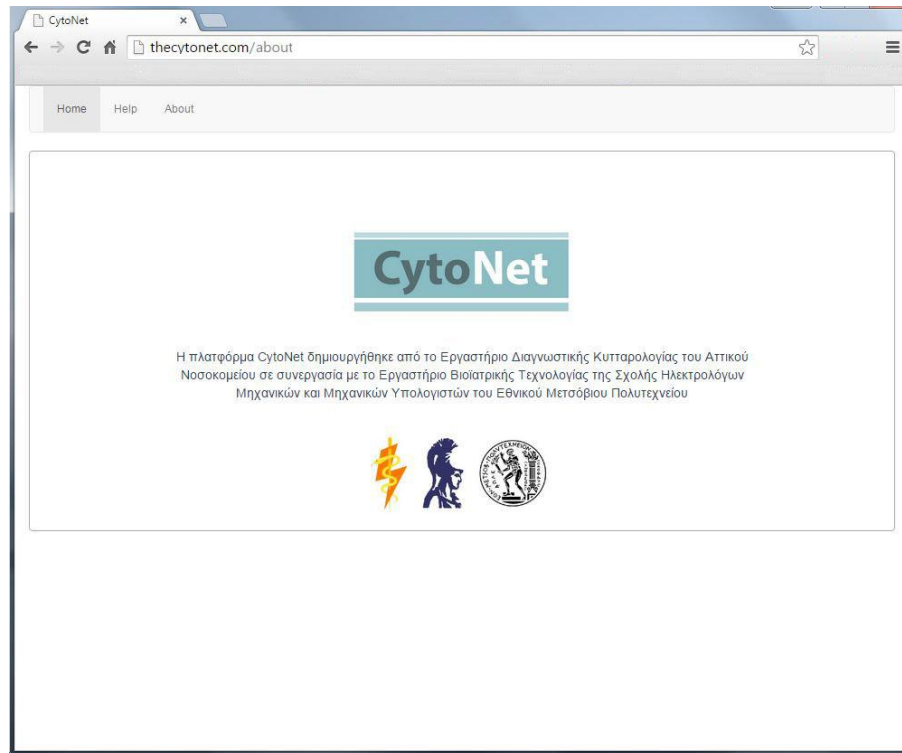 CytoNet
thecytonet.com/about
Home Help About
CytoNet
Η πλατφόρμα CytoNet δημιουργήθηκε από το Εργαστήριο Διαγνωστικής Κυτταρολογίας του Αττικού
Νοσοκομείου σε συνεργασία με το Εργαστήριο Βιοϊατρικής Τεχνολογίας της Σχολής Ηλεκτρολόγων
Μηχανικών και Μηχανικών Υπολογιστών του Εθνικού Μετσόβιου Πολυτεχνείου